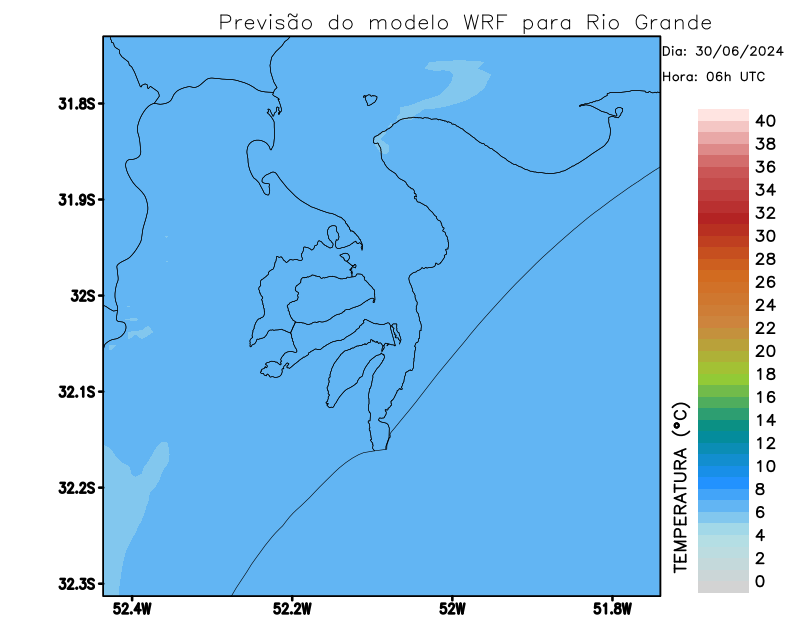 Previsão do modelo WRF para Rio Grande
Dia: 30/06/2024
Hora: 06h UTC
31.8S
31.9S
32S
32.1S
32.2S
32.3S
52.4W
52.2W
52W
51.8W
TEMPERATURA (°C)
40
38
36
34
32
30
28
26
24
22
20
18
16
14
12
10
8
6
4
2
0